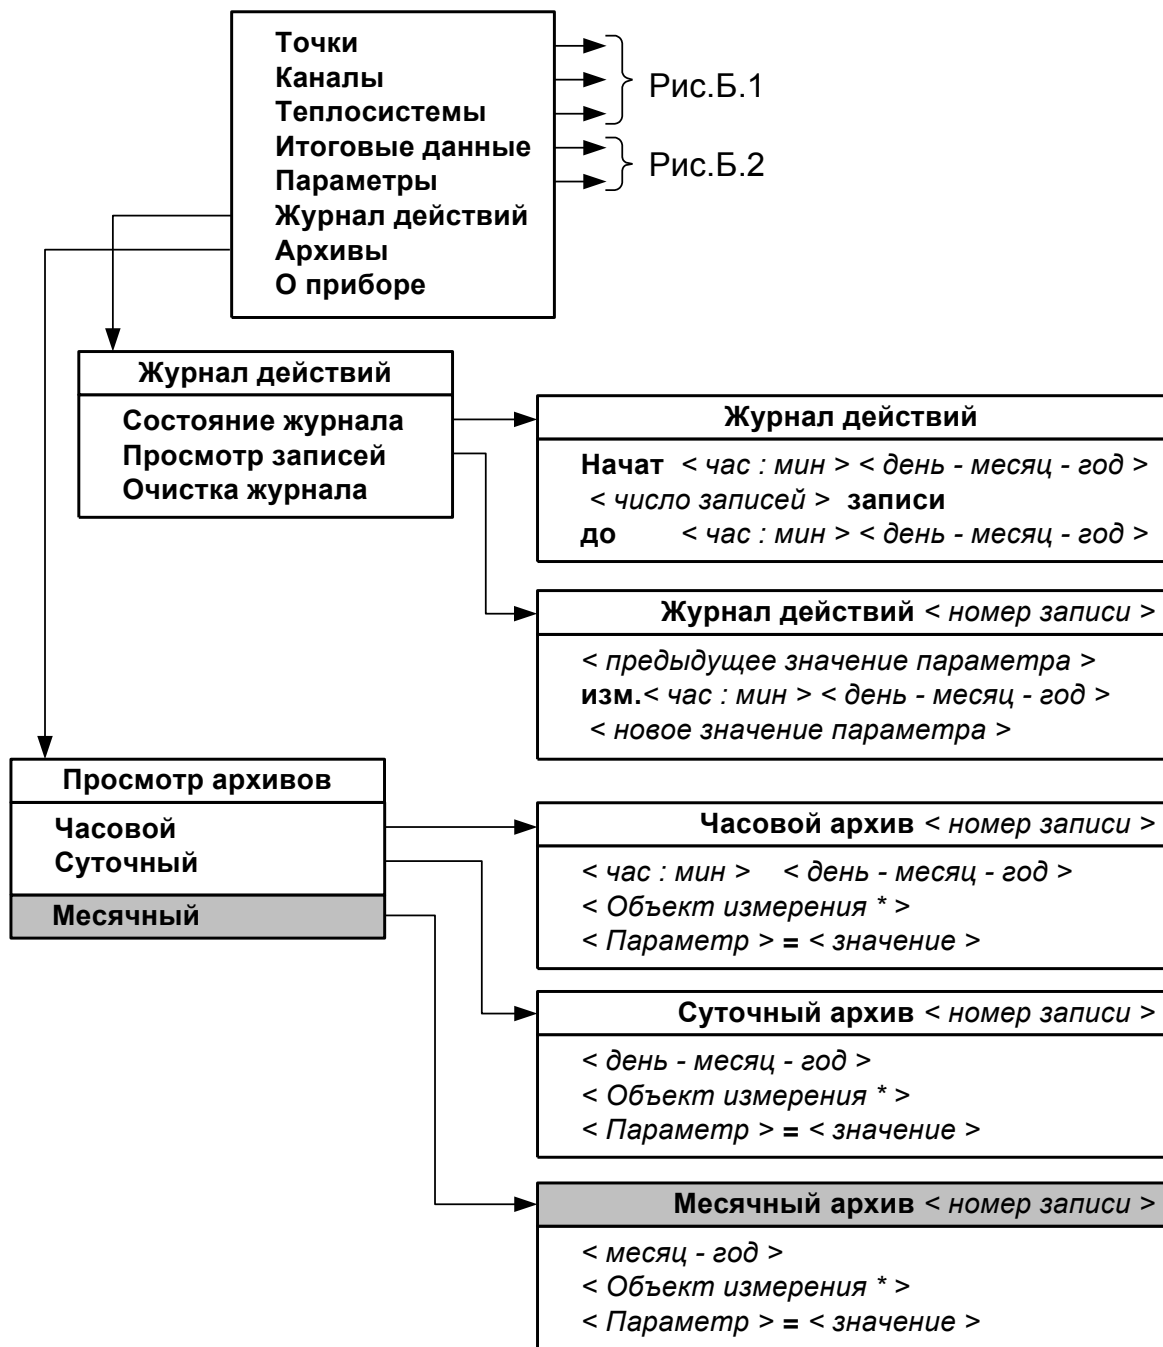 Точки
Каналы
Теплосистемы
Рис.Б.1
Итоговые данные
Параметры
Рис.Б.2
Журнал действий
Архивы
О приборе
Журнал действий
Состояние журнала
Просмотр записей
Очистка журнала
Журнал действий
Начат < час : мин > < день - месяц - год >
< число записей > записи
до < час : мин > < день - месяц - год >
Журнал действий < номер записи >
< предыдущее значение параметра >
изм.< час : мин > < день - месяц - год >
< новое значение параметра >
Просмотр архивов
Часовой
Суточный
Месячный
Часовой архив < номер записи >
< час : мин > < день - месяц - год >
< Объект измерения * >
< Параметр > = < значение >
Суточный архив < номер записи >
< день - месяц - год >
< Объект измерения * >
< Параметр > = < значение >
Месячный архив < номер записи >
< месяц - год >
< Объект измерения * >
< Параметр > = < значение >